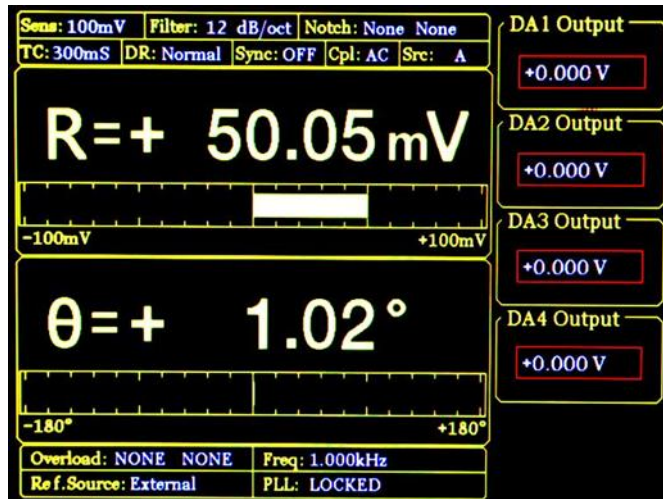 Sens: 100mV Filter: 12 dB/oct Notch: None None
TC: 300mS DR: Normal Sync: OFF Cpl: AC Src: A
R=+ 50.05 mV
-100mV +100mV
θ=+ 1.02°
-180° +180°
Overload: NONE NONE Freq: 1.000kHz
Ref.Source: External PLL: LOCKED
DA1 Output
+0.000 V
DA2 Output
+0.000 V
DA3 Output
+0.000 V
DA4 Output
+0.000 V